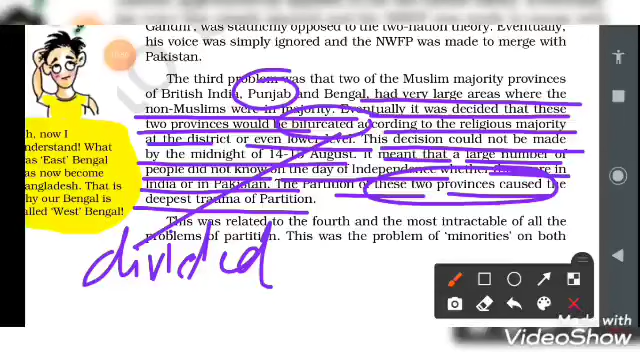 Gandhi, was staunchly opposed to the two-nation theory. Eventually,
his voice was simply ignored and the NWFP was made to merge with
Pakistan.
The third problem was that two of the Muslim majority provinces
of British India, Punjab and Bengal, had very large areas where the
non-Muslims were in majority. Eventually it was decided that these
two provinces would be bifurcated according to the religious majority
at the district or even lower level. This decision could not be made
by the midnight of 14-15 August. It meant that a large number of
people did not know on the day of Independence whether they were in
India or in Pakistan. The Partition of these two provinces caused the
deepest trauma of Partition.
This was related to the fourth and the most intractable of all the
problems of partition. This was the problem of 'minorities' on both
h, now I
nderstand! What
as 'East' Bengal
as now become
angladesh. That is
hy our Bengal is
alled 'West' Bengal!
divided
Made with
VideoShow